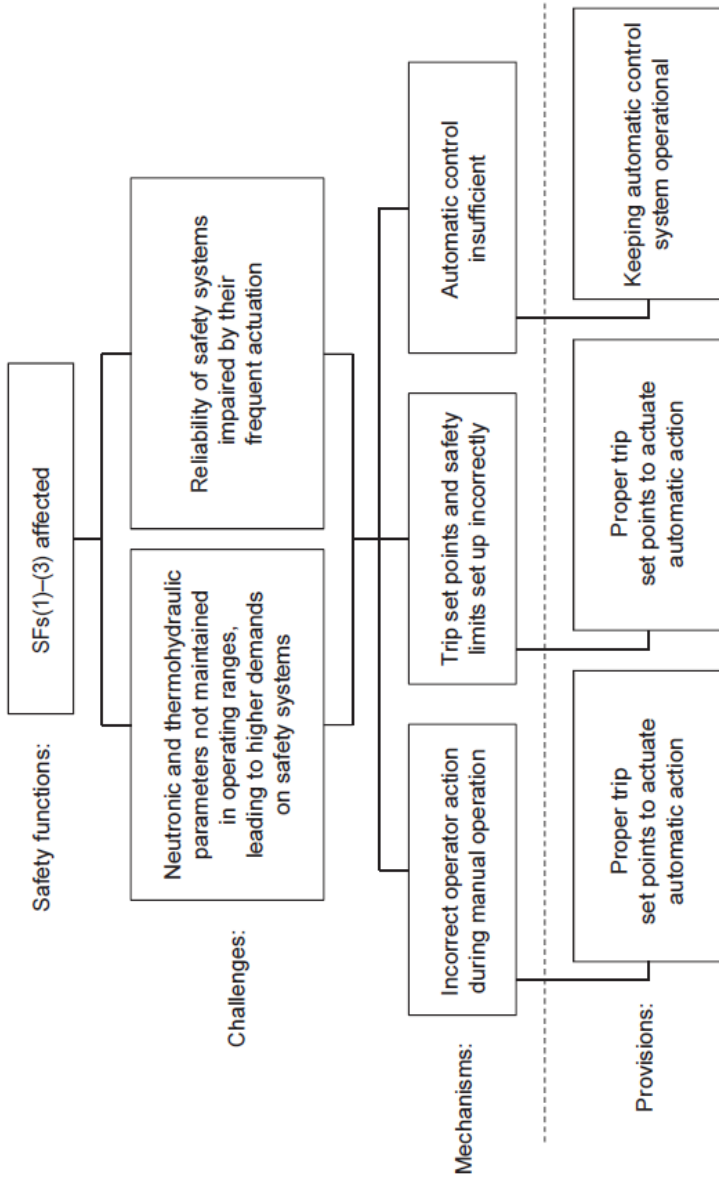 Safety functions:
SFs(1)–(3) affected
Challenges:
Neutronic and thermohydraulic
parameters not maintained
in operating ranges,
leading to higher demands
on safety systems
Reliability of safety systems
impaired by their
frequent actuation
Mechanisms:
Incorrect operator action
during manual operation
Trip set points and safety
limits set up incorrectly
Automatic control
insufficient
Provisions:
Proper trip
set points to actuate
automatic action
Proper trip
set points to actuate
automatic action
Keeping automatic control
system operational